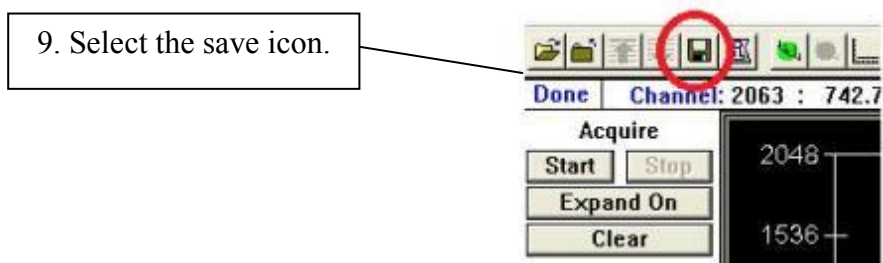 9. Select the save icon.
Done Channel: 2063 : 742.7
Acquire
Start Stop
Expand On
Clear
2048
1536